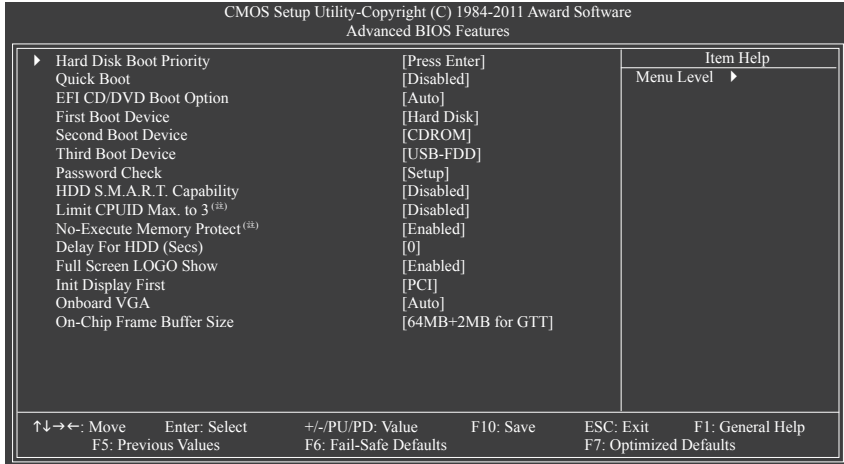 CMOS Setup Utility-Copyright (C) 1984-2011 Award Software
Advanced BIOS Features
Hard Disk Boot Priority [Press Enter]
Quick Boot [Disabled]
EFI CD/DVD Boot Option [Auto]
First Boot Device [Hard Disk]
Second Boot Device [CDROM]
Third Boot Device [USB-FDD]
Password Check [Setup]
HDD S.M.A.R.T. Capability [Disabled]
Limit CPUID Max. to 3 (註) [Disabled]
No-Execute Memory Protect (註) [Enabled]
Delay For HDD (Secs) [0]
Full Screen LOGO Show [Enabled]
Init Display First [PCI]
Onboard VGA [Auto]
On-Chip Frame Buffer Size [64MB+2MB for GTT]
Item Help
Menu Level
↑↓→←: Move Enter: Select +/-/PU/PD: Value F10: Save ESC: Exit F1: General Help
F5: Previous Values F6: Fail-Safe Defaults F7: Optimized Defaults